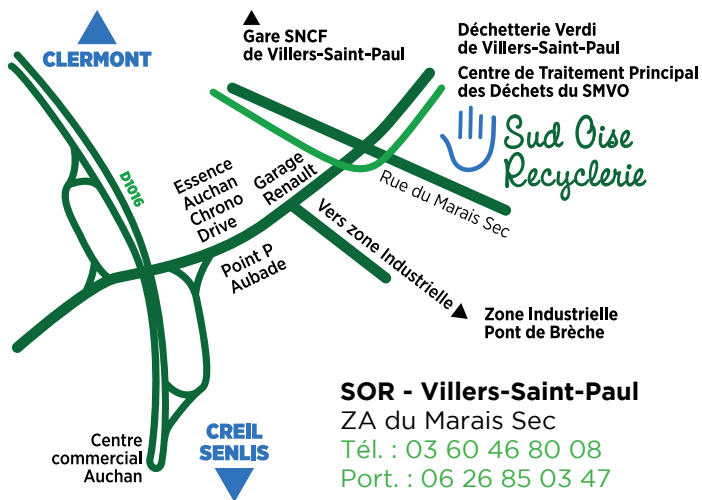 CLERMONT
Gare SNCF
de Villers-Saint-Paul
Déchetterie Verdi
de Villers-Saint-Paul
Centre de Traitement Principal
des Déchets du SMVO
Sud Oise
Recyclerie
D1016
Essence
Auchan
Chrono
Drive
Garage
Renault
Rue du Marais Sec
Point P
Aubade
Vers zone Industrielle
Zone Industrielle
Pont de Brèche
Centre
commercial
Auchan
CREIL
SENLIS
SOR - Villers-Saint-Paul
ZA du Marais Sec
Tél. : 03 60 46 80 08
Port. : 06 26 85 03 47